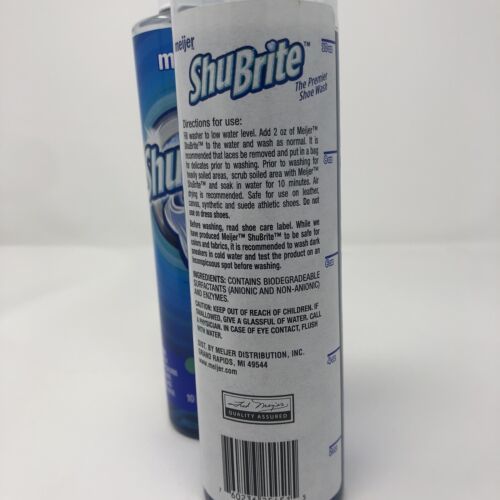 meijer
ShuBrite™
The Premier
Shoe Wash
Directions for use:
Fill washer to low water level. Add 2 oz of Meijer™
ShuBrite™ to the water and wash as normal. It is
recommended that laces be removed and put in a bag
for delicates prior to washing. Prior to washing for
heavily soiled areas, scrub soiled area with Meijer™
ShuBrite™ and soak in water for 10 minutes. Air
drying is recommended. Safe for use on leather,
canvas, synthetic and suede athletic shoes. Do not
use on dress shoes.
Before washing, read shoe care label. While we
have produced Meijer™ ShuBrite™ to be safe for
colors and fabrics, it is recommended to wash dark
sneakers in cold water and test the product on an
inconspicuous spot before washing.
INGREDIENTS: CONTAINS BIODEGRADEABLE
SURFACTANTS (ANIONIC AND NON-ANIONIC)
AND ENZYMES.
CAUTION: KEEP OUT OF REACH OF CHILDREN. IF
SWALLOWED, GIVE A GLASSFUL OF WATER. CALL
A PHYSICIAN. IN CASE OF EYE CONTACT, FLUSH
WITH WATER.
DIST. BY MEIJER DISTRIBUTION, INC.
GRAND RAPIDS, MI 49544
www.meijer.com
Fred Meijer
QUALITY ASSURED
m
Shu
10